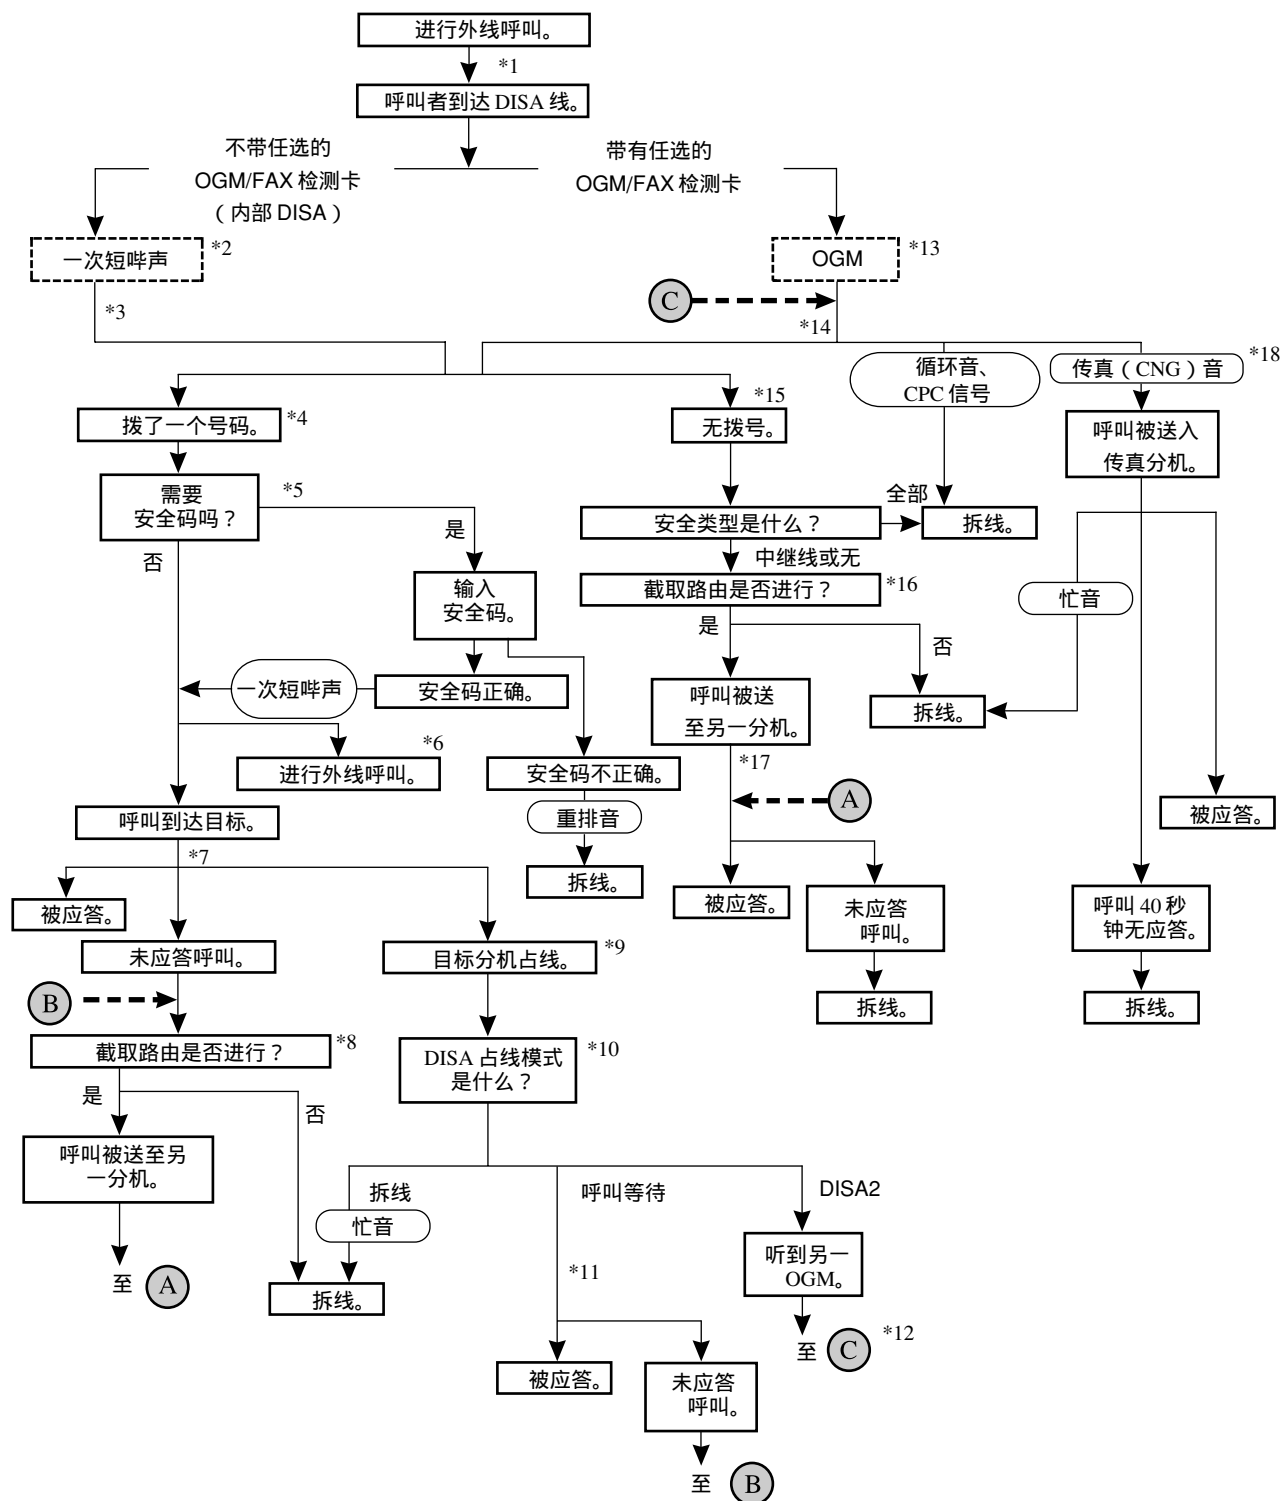 进行外线呼叫。
*1
呼叫者到达 DISA 线。
不带任选的
OGM/FAX 检测卡
（内部 DISA）
带有任选的
OGM/FAX 检测卡
一次短哔声
*2
OGM
*13
*3
C
*14
循环音、
CPC 信号
传真（CNG）音
*18
拨了一个号码。
*4
*15
无拨号。
呼叫被送入
传真分机。
需要
安全码吗？
*5
是
否
安全类型是什么？
全部
拆线。
中继线或无
输入
安全码。
截取路由是否进行？
*16
忙音
是
否
一次短哔声
安全码正确。
呼叫被送
至另一分机。
拆线。
*6
进行外线呼叫。
安全码不正确。
*17
A
呼叫到达目标。
重排音
被应答。
*7
拆线。
被应答。
被应答。
未应答
呼叫。
呼叫 40 秒
钟无应答。
未应答呼叫。
目标分机占线。
*9
B
拆线。
拆线。
截取路由是否进行？
*8
DISA 占线模式
是什么？
*10
是
否
呼叫被送至另
一分机。
拆线
呼叫等待
DISA2
忙音
听到另一
OGM。
至 A
拆线。
*11
至 C
*12
被应答。
未应答
呼叫。
至 B